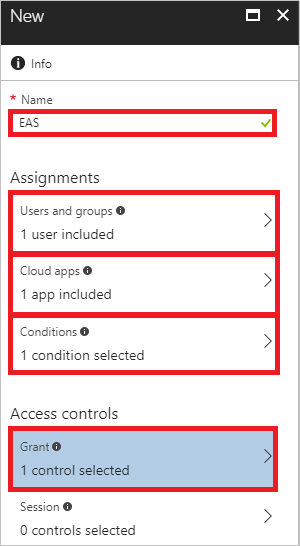 New
Info
* Name
EAS
Assignments
Users and groups
1 user included
Cloud apps
1 app included
Conditions
1 condition selected
Access controls
Grant
1 control selected
Session
0 controls selected